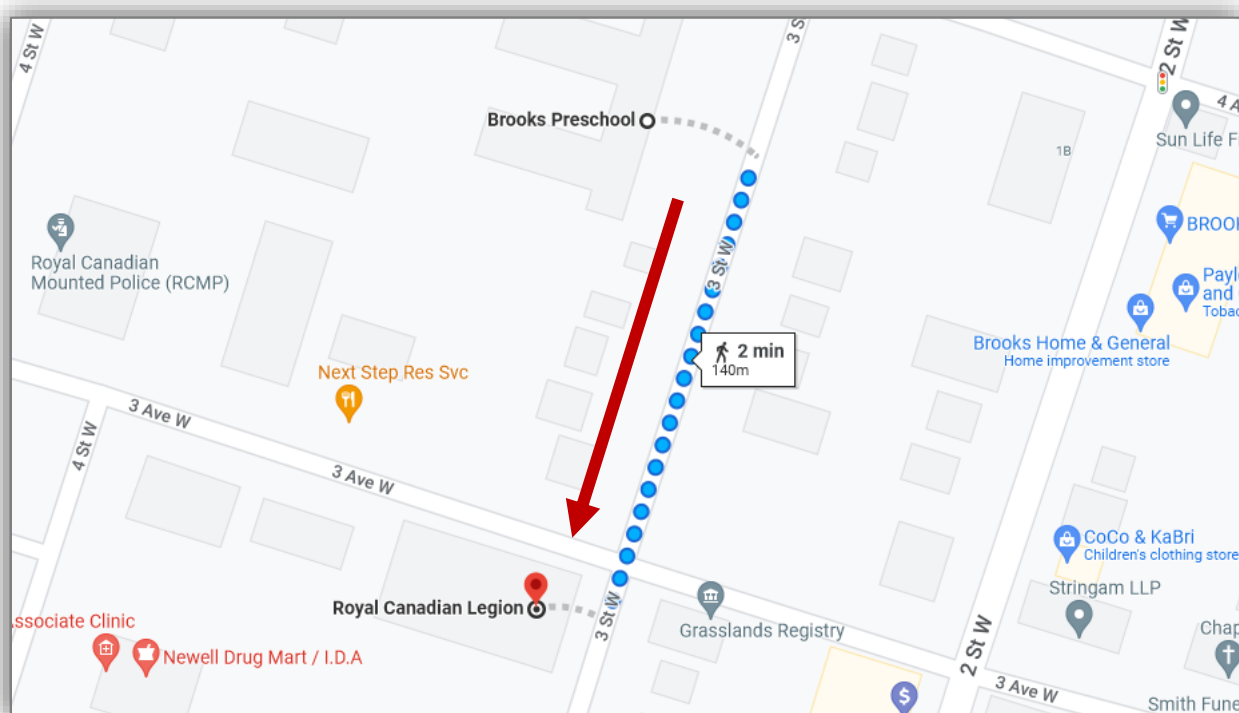 4 St W
3 S
2 St W
4 A
Brooks Preschool
Sun Life F
1B
BROO
Royal Canadian
Mounted Police (RCMP)
3 St W
Payl
and
Tobac
2 min
140m
Brooks Home & General
Home improvement store
Next Step Res Svc
3 Ave W
4 St W
3 Ave W
CoCo & KaBri
Children's clothing store
Stringam LLP
Royal Canadian Legion
3 St W
Grasslands Registry
ssociate Clinic
Newell Drug Mart / I.D.A
2 St W
Chap
3 Ave W
$
Smith Fune